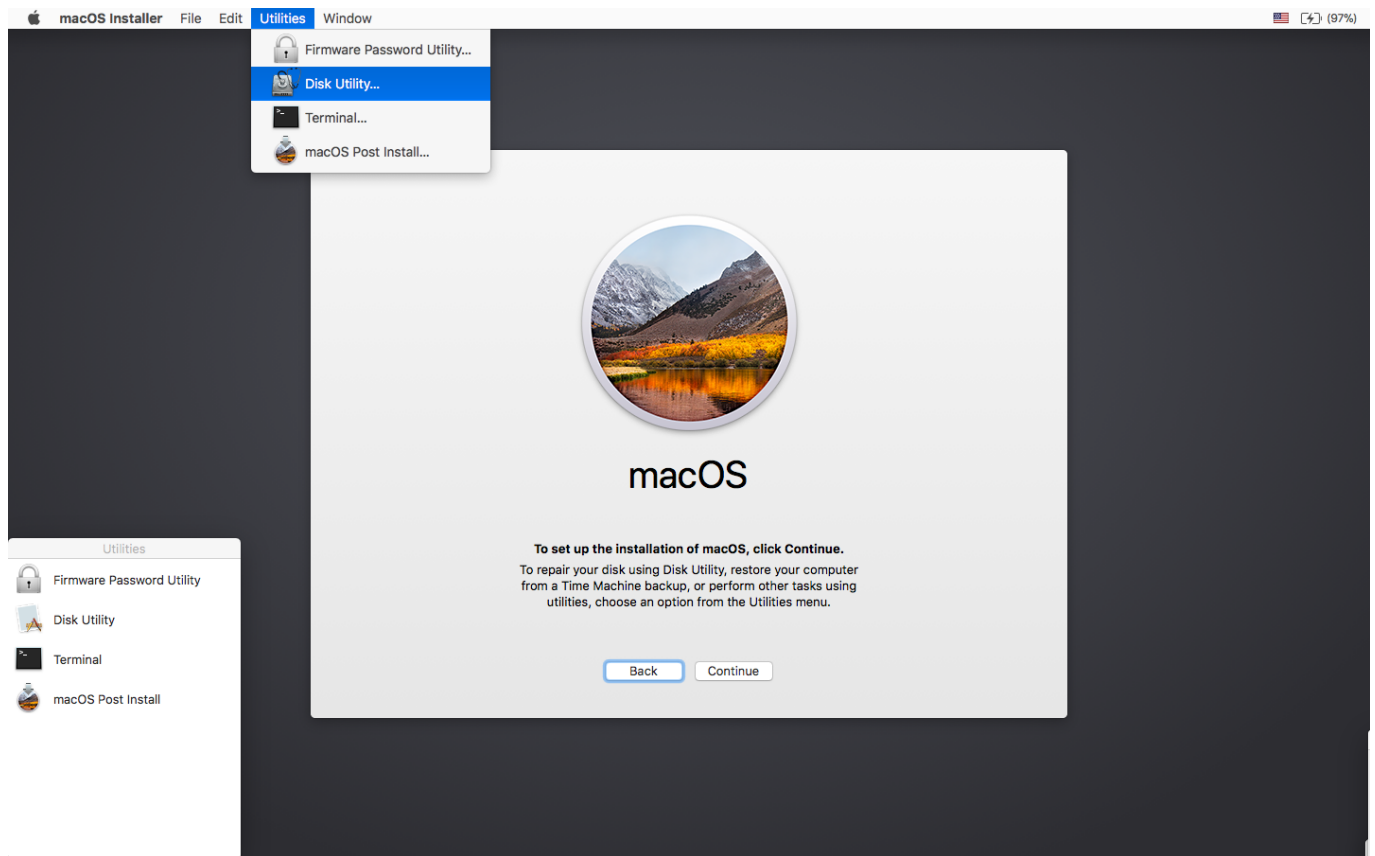 macOS Installer File Edit Utilities Window (97%)
Firmware Password Utility...
Disk Utility...
Terminal...
macOS Post Install...
macOS
To set up the installation of macOS, click Continue.
To repair your disk using Disk Utility, restore your computer
from a Time Machine backup, or perform other tasks using
utilities, choose an option from the Utilities menu.
Back Continue
Utilities
Firmware Password Utility
Disk Utility
Terminal
macOS Post Install